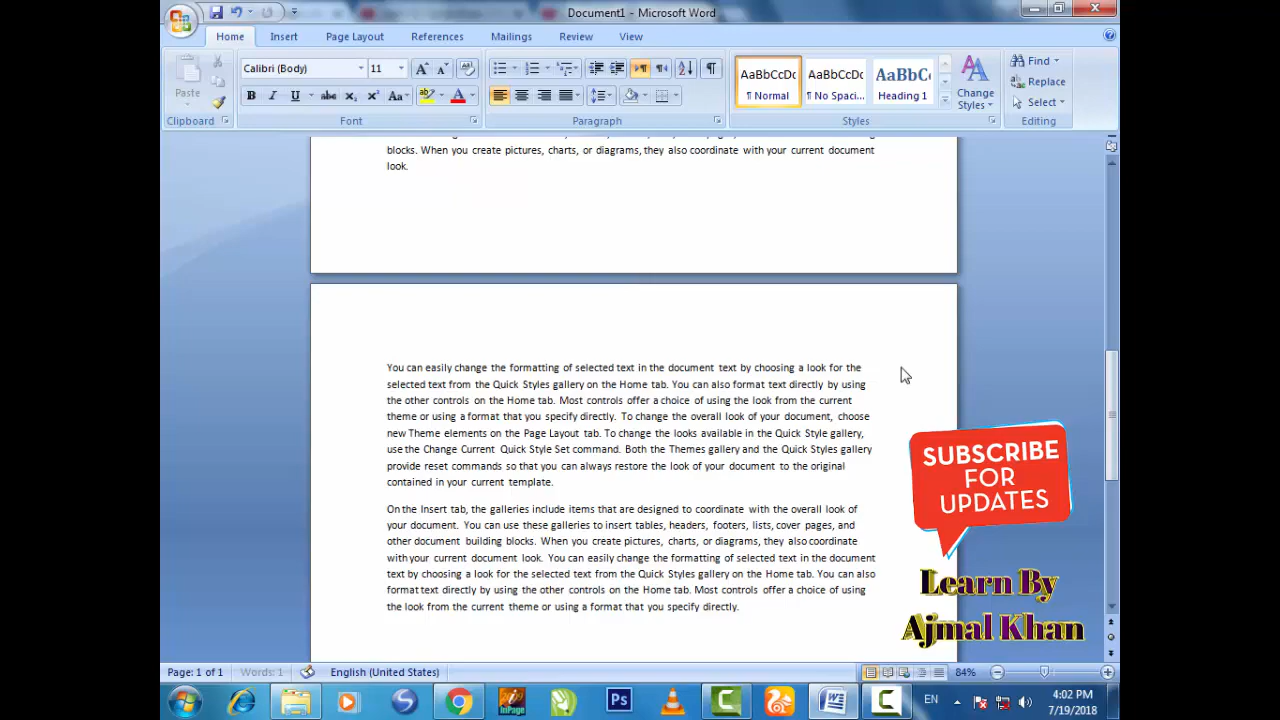 Document1 - Microsoft Word
Home Insert Page Layout References Mailings Review View
Calibri (Body) 11
AaBbCcDc AaBbCcDc AaBbC
¶ Normal ¶ No Spaci... Heading 1
Paste
Change
Styles
Find
Replace
Select
Clipboard Font Paragraph Styles Editing
blocks. When you create pictures, charts, or diagrams, they also coordinate with your current document
look.
You can easily change the formatting of selected text in the document text by choosing a look for the
selected text from the Quick Styles gallery on the Home tab. You can also format text directly by using
the other controls on the Home tab. Most controls offer a choice of using the look from the current
theme or using a format that you specify directly. To change the overall look of your document, choose
new Theme elements on the Page Layout tab. To change the looks available in the Quick Style gallery,
use the Change Current Quick Style Set command. Both the Themes gallery and the Quick Styles gallery
provide reset commands so that you can always restore the look of your document to the original
contained in your current template.
On the Insert tab, the galleries include items that are designed to coordinate with the overall look of
your document. You can use these galleries to insert tables, headers, footers, lists, cover pages, and
other document building blocks. When you create pictures, charts, or diagrams, they also coordinate
with your current document look. You can easily change the formatting of selected text in the document
text by choosing a look for the selected text from the Quick Styles gallery on the Home tab. You can also
format text directly by using the other controls on the Home tab. Most controls offer a choice of using
the look from the current theme or using a format that you specify directly.
SUBSCRIBE
FOR
UPDATES
Learn By
Ajmal Khan
Page: 1 of 1 Words: 1 English (United States) 84%
InPage
Ps
EN
4:02 PM
7/19/2018